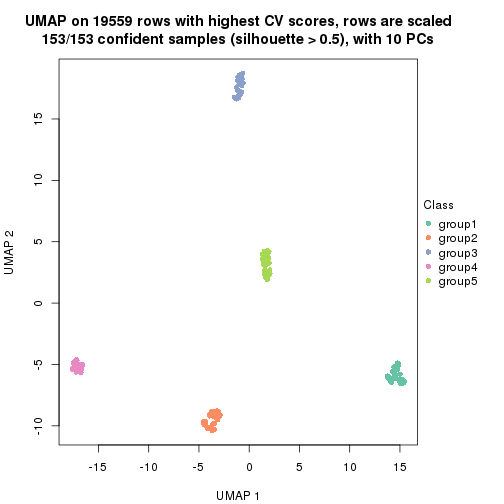 UMAP on 19559 rows with highest CV scores, rows are scaled
153/153 confident samples (silhouette > 0.5), with 10 PCs
15
10
5
0
-5
-10
UMAP 2
-15
-10
-5
0
5
10
15
UMAP 1
Class
group1
group2
group3
group4
group5